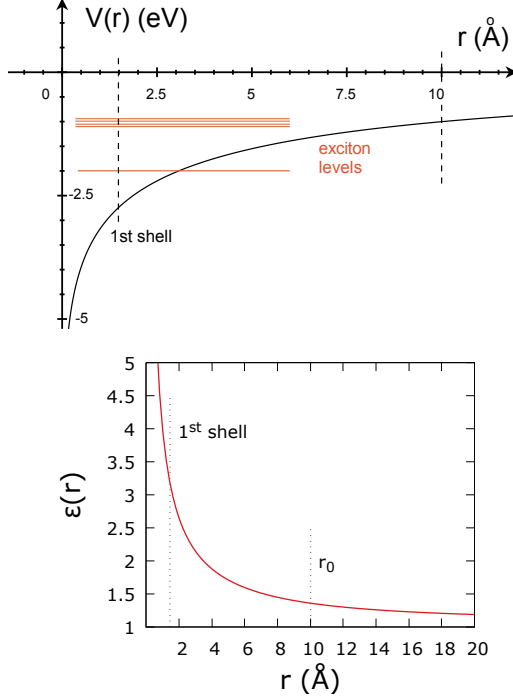 V(r) (eV)
r (Å)
0
2.5
5
7.5
10
exciton
levels
-2.5
1st shell
-5
5
4.5
4
3.5
3
2.5
2
1.5
1
ε(r)
1st shell
r0
2 4 6 8 10 12 14 16 18 20
r (Å)